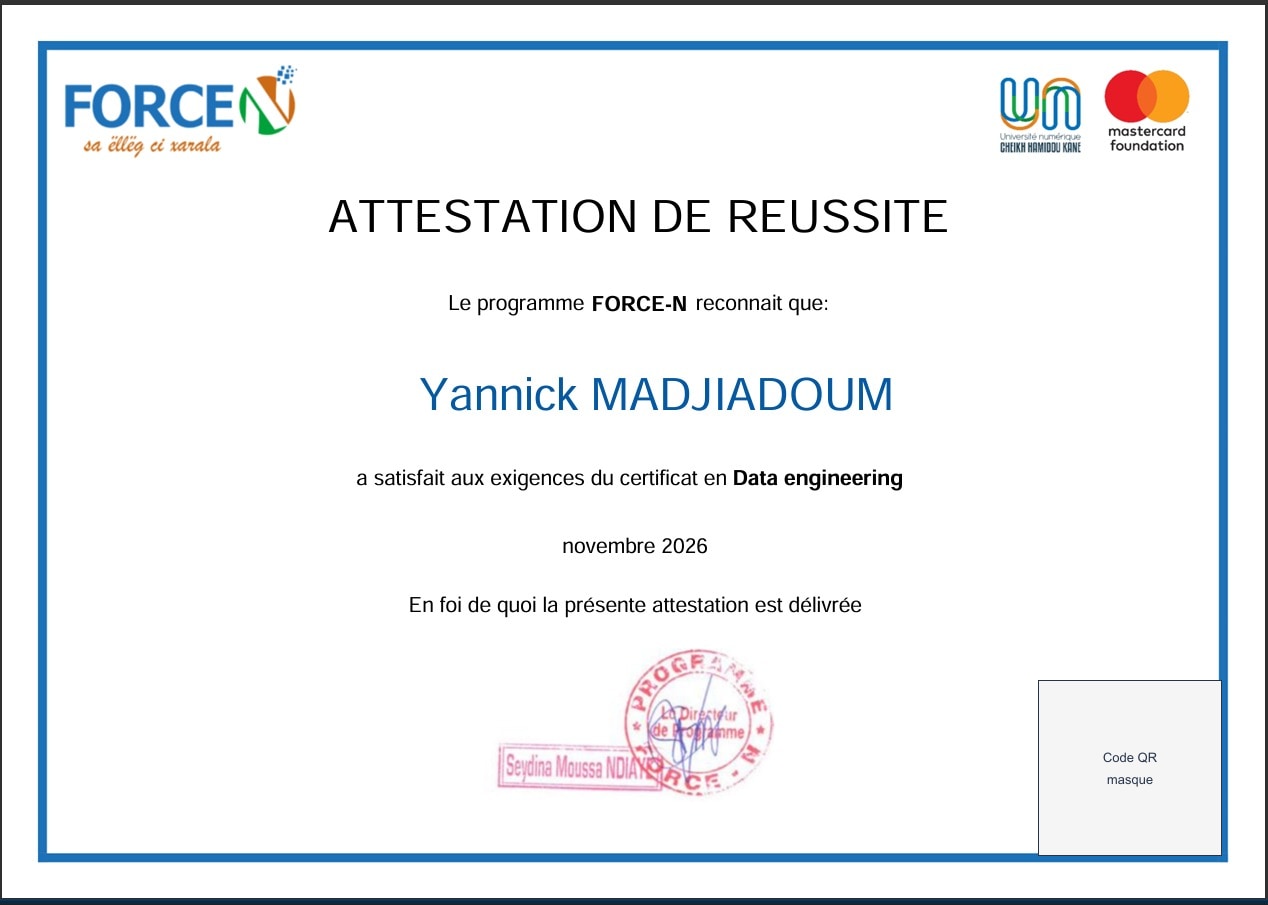 FORCEN
sa ëllëg ci xarala
Université numérique
CHEIKH HAMIDOU KANE
mastercard
foundation
ATTESTATION DE REUSSITE
Le programme FORCE-N reconnait que:
Yannick MADJIADOUM
a satisfait aux exigences du certificat en Data engineering
novembre 2026
En foi de quoi la présente attestation est délivrée
PROGRAMME
Le Directeur
de Programme
FORCE - N
Seydina Moussa NDIAYE
Code QR
masque